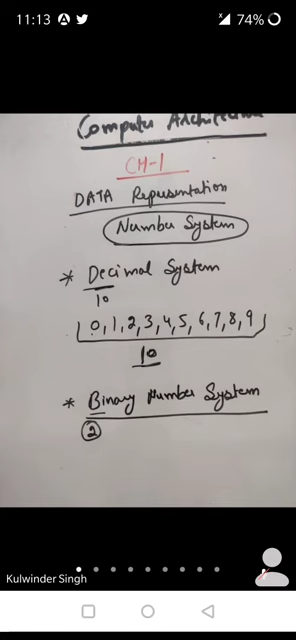 11:13
74%
Computer Architecture
CH-1
DATA Representation
Number System
* Decimal System
10
0,1,2,3,4,5,6,7,8,9
10
* Binary Number System
2
Kulwinder Singh